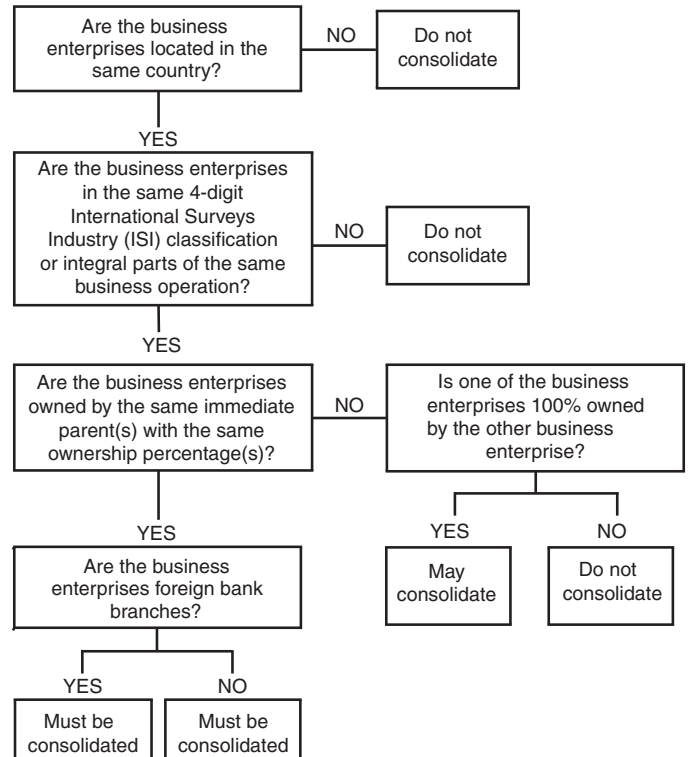 Are the business
enterprises located in the
same country?
NO
Do not
consolidate
YES
Are the business enterprises
in the same 4-digit
International Surveys
Industry (ISI) classification
or integral parts of the same
business operation?
NO
Do not
consolidate
YES
Are the business enterprises
owned by the same immediate
parent(s) with the same
ownership percentage(s)?
NO
Is one of the business
enterprises 100% owned
by the other business
enterprise?
YES
Are the business
enterprises foreign bank
branches?
YES
May
consolidate
NO
Do not
consolidate
YES
Must be
consolidated
NO
Must be
consolidated